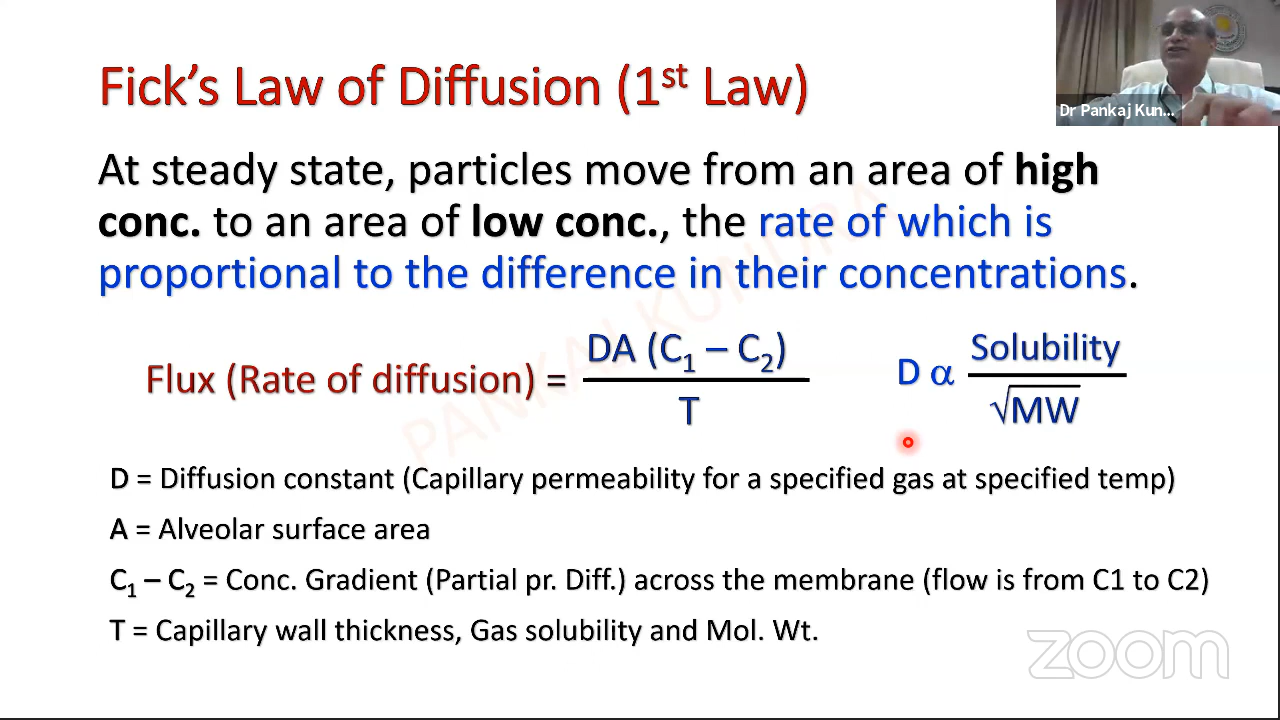 Fick's Law of Diffusion (1st Law)
Dr Pankaj Kun...
At steady state, particles move from an area of high
conc. to an area of low conc., the rate of which is
proportional to the difference in their concentrations.
Flux (Rate of diffusion) = DA (C1 – C2) / T
D α Solubility / √MW
D = Diffusion constant (Capillary permeability for a specified gas at specified temp)
A = Alveolar surface area
C1 – C2 = Conc. Gradient (Partial pr. Diff.) across the membrane (flow is from C1 to C2)
T = Capillary wall thickness, Gas solubility and Mol. Wt.
PANKAJ KUNDRA
zoom